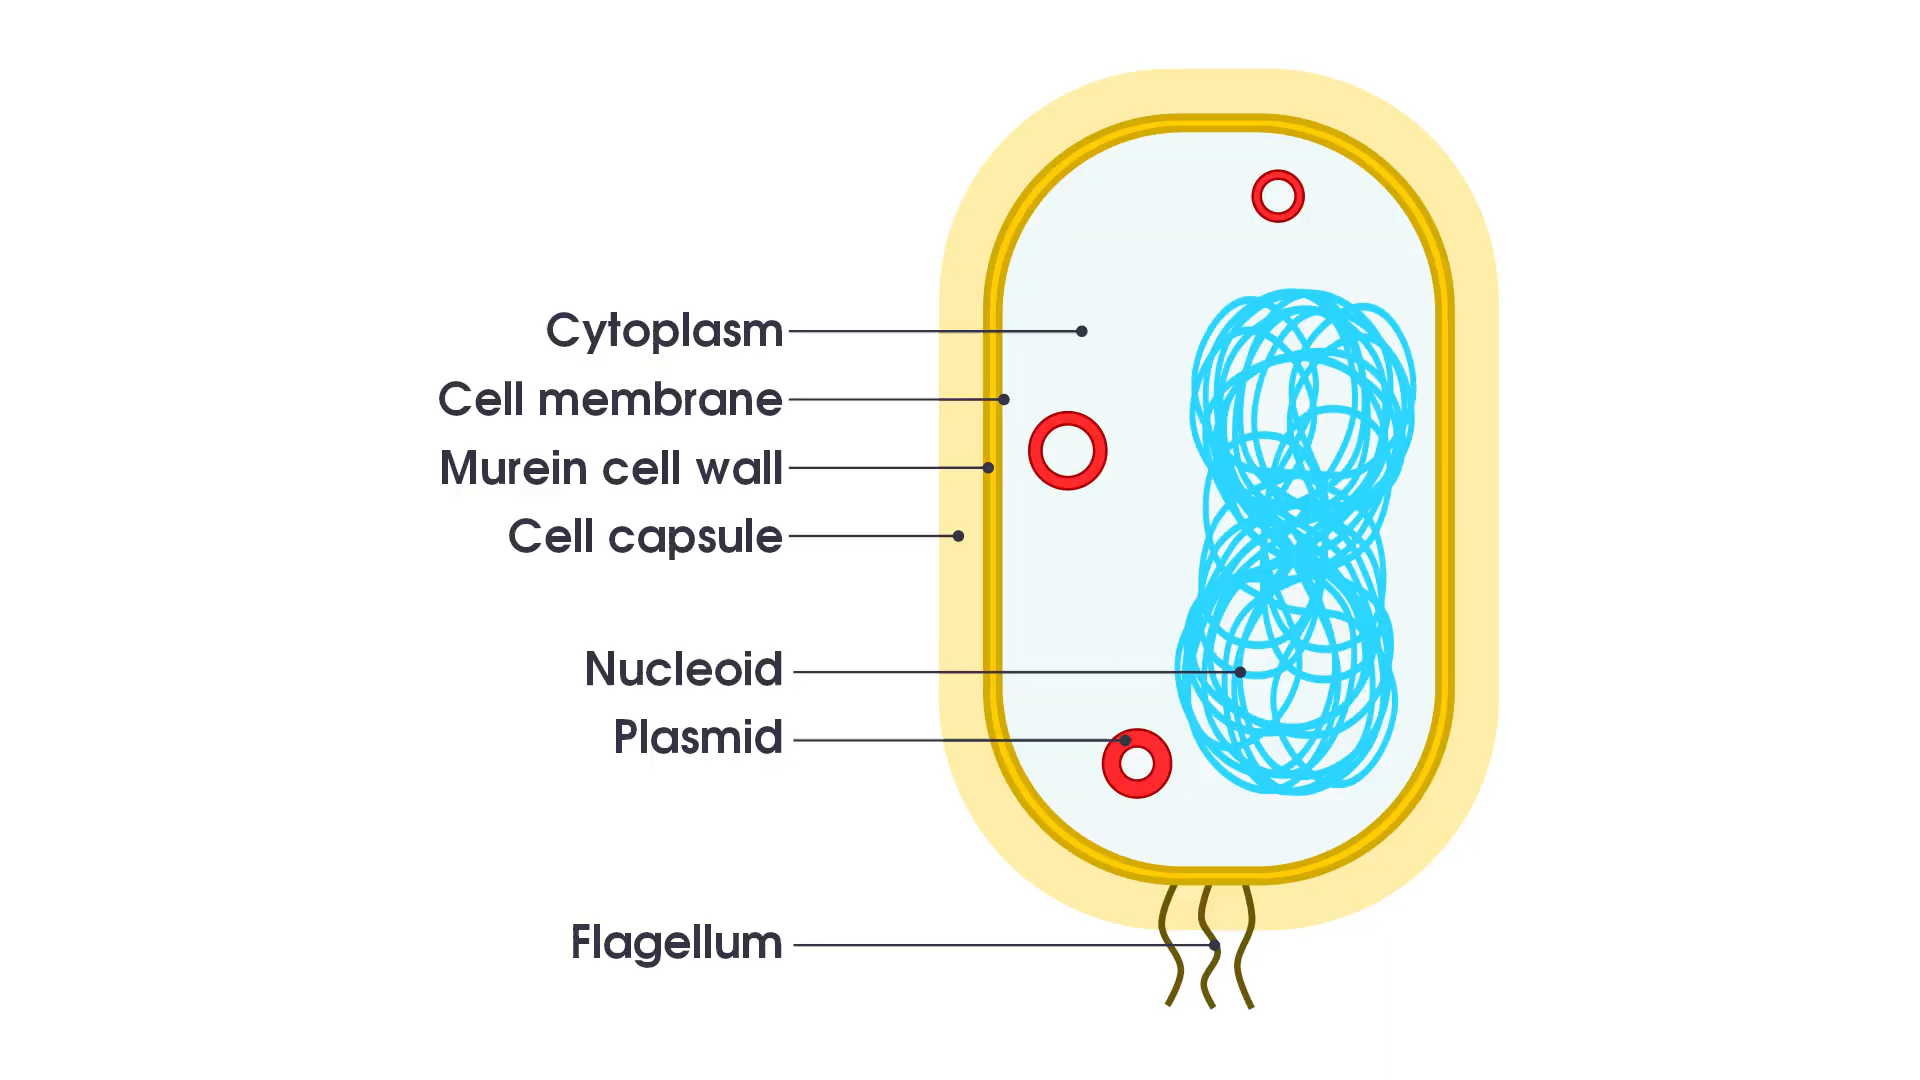 Cytoplasm
Cell membrane
Murein cell wall
Cell capsule
Nucleoid
Plasmid
Flagellum